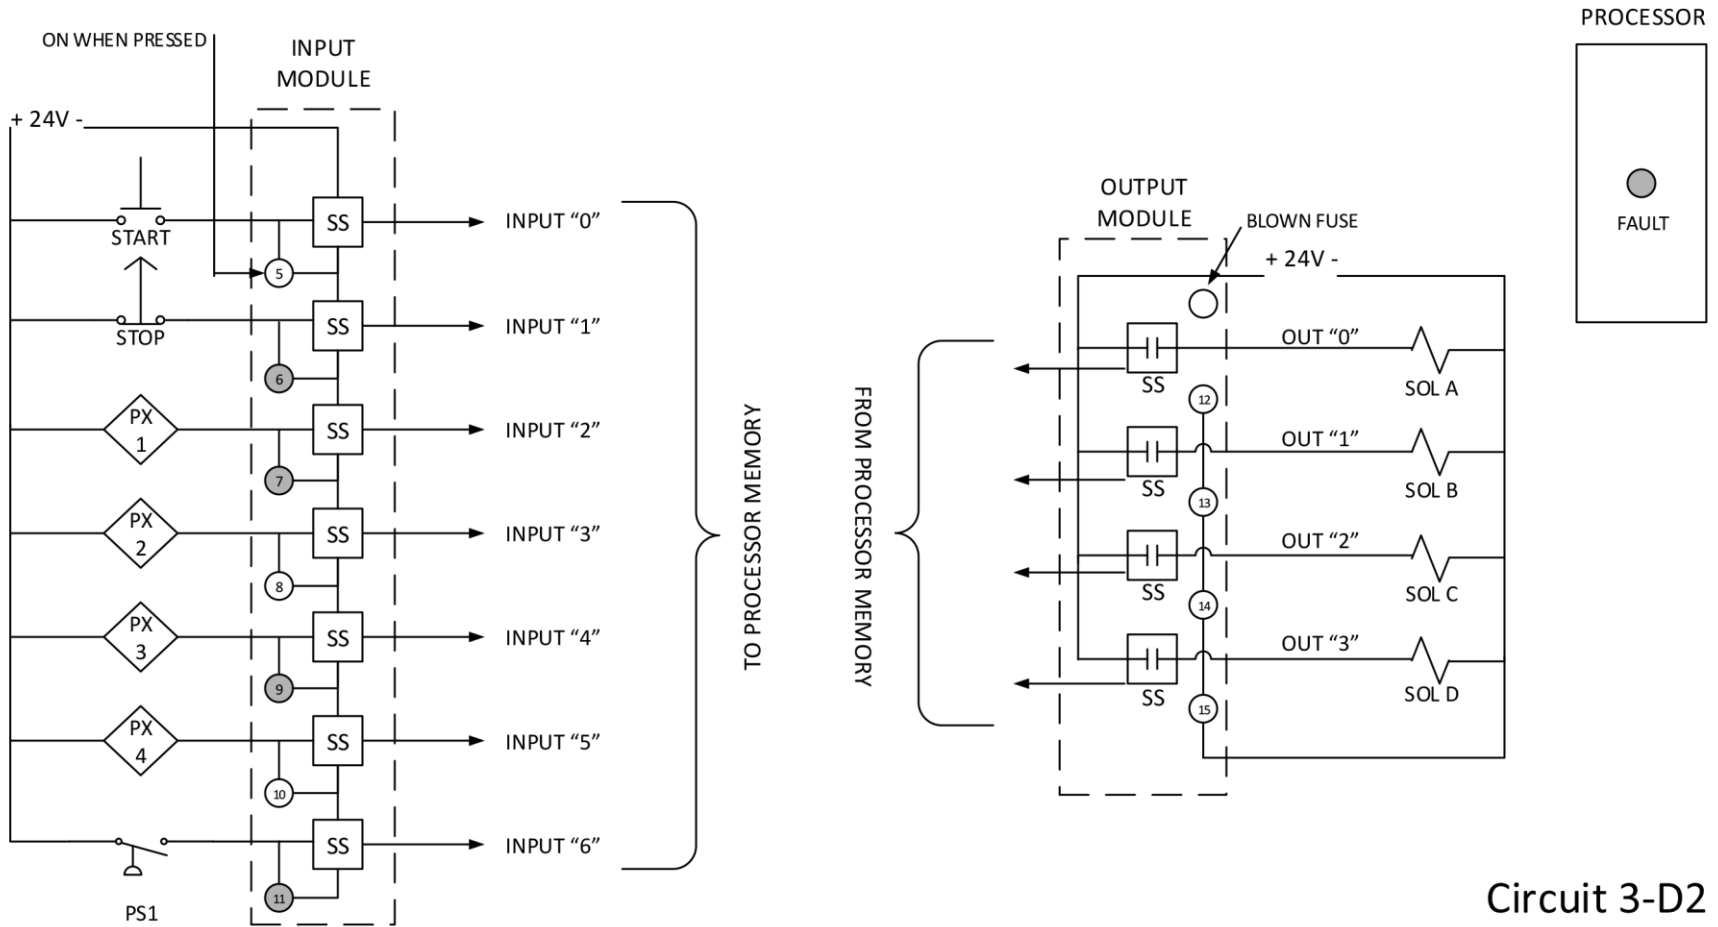 PROCESSOR
FAULT
ON WHEN PRESSED
INPUT
MODULE
+ 24V -
START
STOP
PX
1
PX
2
PX
3
PX
4
PS1
SS
5
SS
6
SS
7
SS
8
SS
9
SS
10
SS
11
INPUT “0”
INPUT “1”
INPUT “2”
INPUT “3”
INPUT “4”
INPUT “5”
INPUT “6”
TO PROCESSOR MEMORY
FROM PROCESSOR MEMORY
OUTPUT
MODULE
BLOWN FUSE
+ 24V -
SS
12
OUT “0”
SOL A
SS
13
OUT “1”
SOL B
SS
14
OUT “2”
SOL C
SS
15
OUT “3”
SOL D
Circuit 3-D2